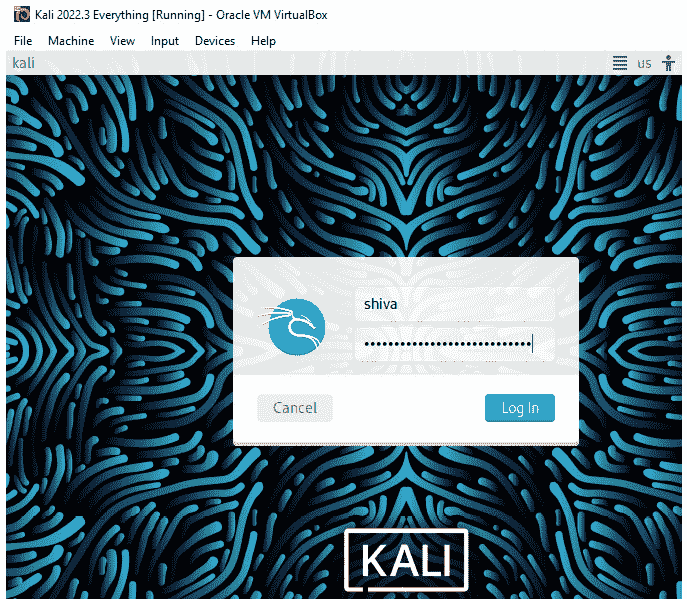 Kali 2022.3 Everything [Running] - Oracle VM VirtualBox
File Machine View Input Devices Help
kali us
shiva
••••••••••••••••••••••••••••
Cancel Log In
KALI